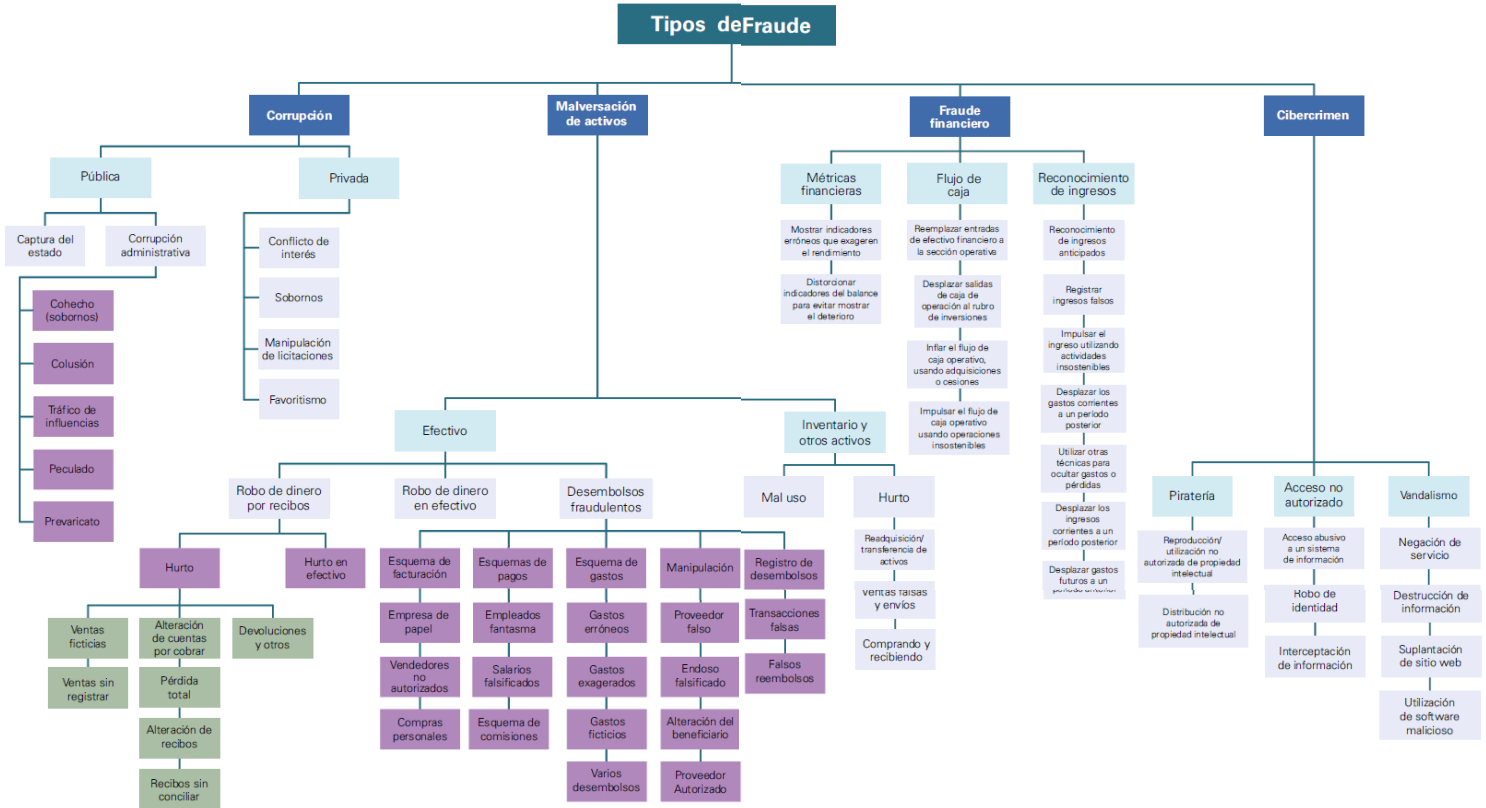 Tipos de Fraude
Corrupción
Malversación
de activos
Fraude
financiero
Cibercrimen
Pública
Privada
Captura del
estado
Corrupción
administrativa
Cohecho
(sobornos)
Colusión
Tráfico de
influencias
Peculado
Prevaricato
Conflicto de
interés
Sobornos
Manipulación
de licitaciones
Favoritismo
Efectivo
Robo de dinero
por recibos
Robo de dinero
en efectivo
Desembolsos
fraudulentos
Hurto
Hurto en
efectivo
Ventas
ficticias
Ventas sin
registrar
Alteración
de cuentas
por cobrar
Pérdida
total
Alteración de
recibos
Recibos sin
conciliar
Devoluciones
y otros
Esquema de
facturación
Empresa de
papel
Vendedores
no
autorizados
Compras
personales
Esquemas de
pagos
Empleados
fantasma
Salarios
falsificados
Esquema de
comisiones
Esquema de
gastos
Gastos
erróneos
Gastos
exagerados
Gastos
ficticios
Varios
desembolsos
Manipulación
Proveedor
falso
Endoso
falsificado
Alteración del
beneficiario
Proveedor
Autorizado
Registro de
desembolsos
Transacciones
falsas
Falsos
reembolsos
Inventario y
otros activos
Mal uso
Hurto
Readquisición/
transferencia de
activos
ventas falsas
y envíos
Comprando y
recibiendo
Métricas
financieras
Mostrar indicadores
erróneos que exageren
el rendimiento
Distorcionar
indicadores del balance
para evitar mostrar
el deterioro
Flujo de
caja
Reemplazar entradas
de efectivo financiero a
la sección operativa
Desplazar salidas
de caja de
operación al rubro
de inversiones
Inflar el flujo de
caja operativo,
usando adquisiciones
o cesiones
Impulsar el flujo de
caja operativo
usando operaciones
insostenibles
Reconocimiento
de ingresos
Reconocimiento
de ingresos
anticipados
Registrar
ingresos falsos
Impulsar el
ingreso utilizando
actividades
insostenibles
Desplazar los
gastos corrientes
a un período
posterior
Utilizar otras
técnicas para
ocultar gastos o
pérdidas
Desplazar los
ingresos
corrientes a un
período posterior
Desplazar gastos
futuros a un
período anterior
Piratería
Reproducción/
utilización no
autorizada de propiedad
intelectual
Distribución no
autorizada de
propiedad intelectual
Acceso no
autorizado
Acceso abusivo
a un sistema
de información
Robo de
identidad
Interceptación
de información
Vandalismo
Negación de
servicio
Destrucción de
información
Suplantación
de sitio web
Utilización
de software
malicioso